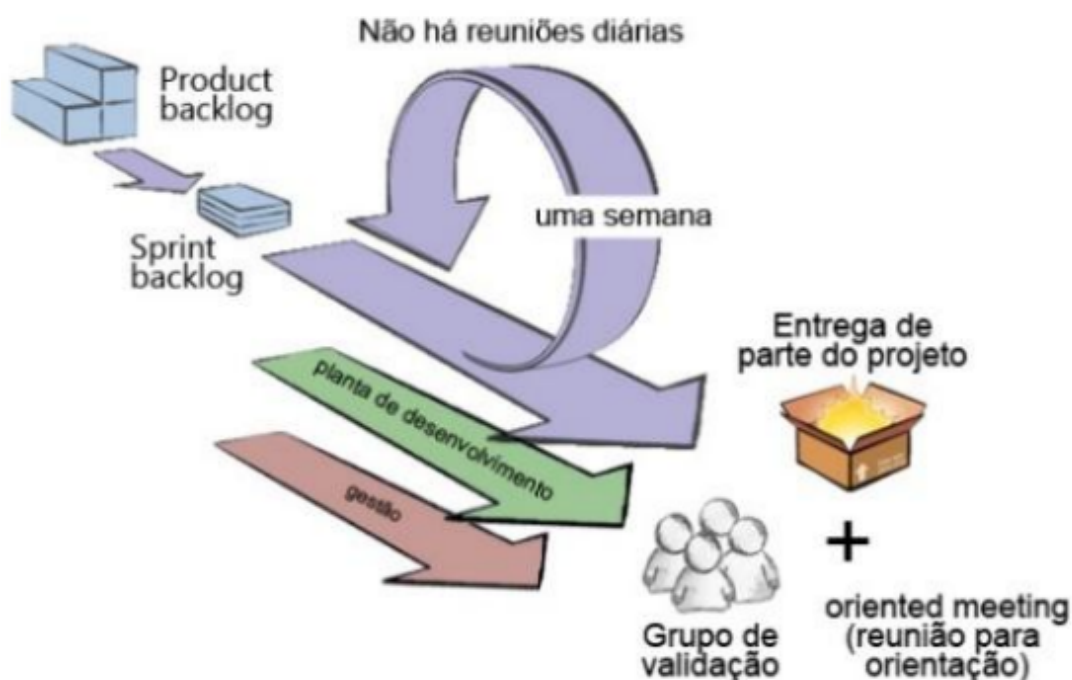 Não há reuniões diárias
Product
backlog
uma semana
Sprint
backlog
Entrega de
parte do projeto
planta de desenvolvimento
gestão
+
Grupo de
validação
oriented meeting
(reunião para
orientação)